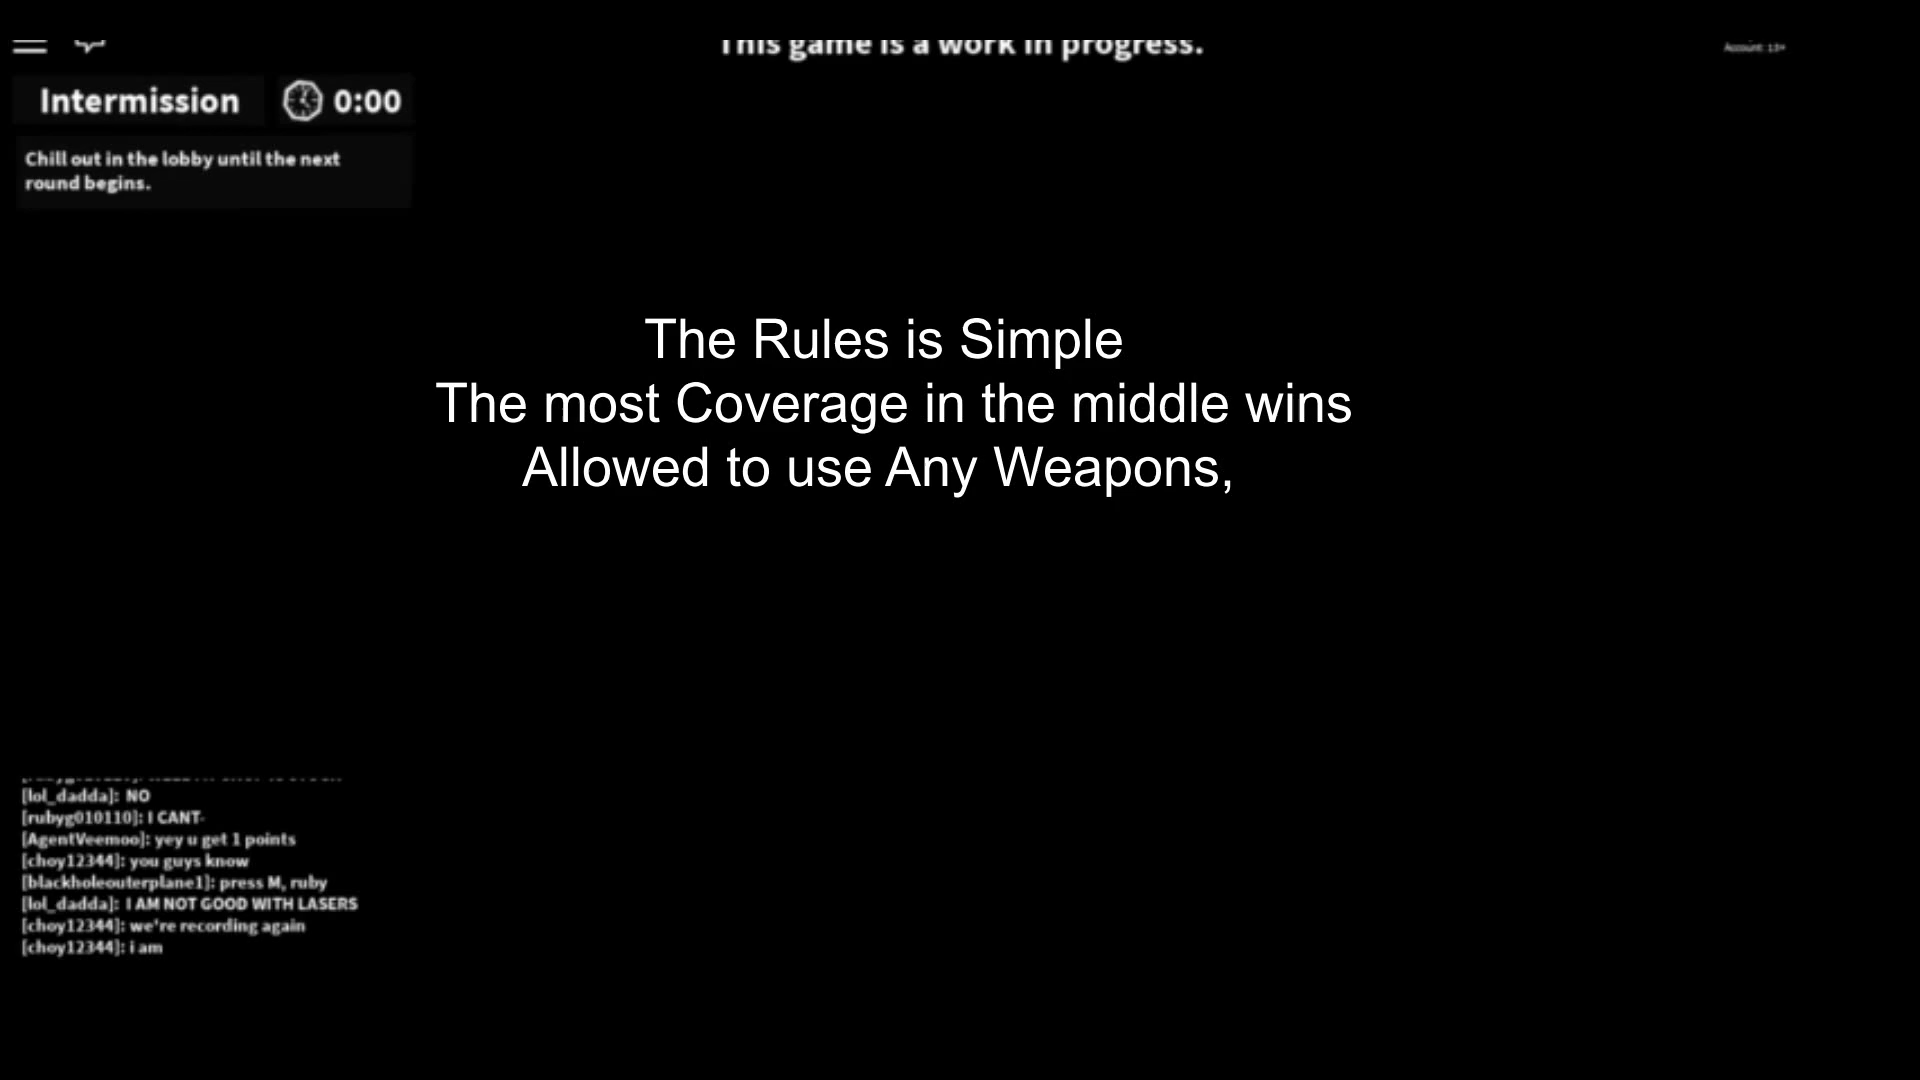 This game is a work in progress.
Account: 13+
Intermission
0:00
Chill out in the lobby until the next
round begins.
The Rules is Simple
The most Coverage in the middle wins
Allowed to use Any Weapons,
[lol_dadda]: NO
[rubyg010110]: I CANT-
[AgentVeemoo]: yey u get 1 points
[choy12344]: you guys know
[blackholeouterplane1]: press M, ruby
[lol_dadda]: I AM NOT GOOD WITH LASERS
[choy12344]: we're recording again
[choy12344]: i am